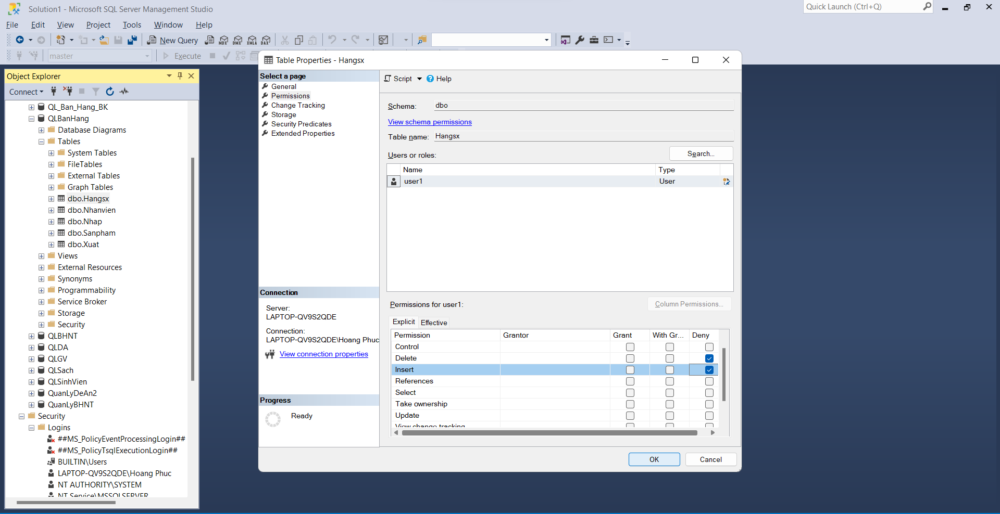 Solution1 - Microsoft SQL Server Management Studio
Quick Launch (Ctrl+Q)
File Edit View Project Tools Window Help
New Query MDX DMX XMLA DAX
master Execute
Object Explorer
Connect
QL_Ban_Hang_BK
QLBanHang
Database Diagrams
Tables
System Tables
FileTables
External Tables
Graph Tables
dbo.Hangsx
dbo.Nhanvien
dbo.Nhap
dbo.Sanpham
dbo.Xuat
Views
External Resources
Synonyms
Programmability
Service Broker
Storage
Security
QLBHNT
QLDA
QLGV
QLSach
QLSinhVien
QuanLyDeAn2
QuanLyBHNT
Security
Logins
##MS_PolicyEventProcessingLogin##
##MS_PolicyTsqlExecutionLogin##
BUILTIN\Users
LAPTOP-QV9S2QDE\Hoang Phuc
NT AUTHORITY\SYSTEM
NT Service\MSSQLSERVER
Table Properties - Hangsx
Select a page
General
Permissions
Change Tracking
Storage
Security Predicates
Extended Properties
Connection
Server:
LAPTOP-QV9S2QDE
Connection:
LAPTOP-QV9S2QDE\Hoang Phuc
View connection properties
Progress
Ready
Script Help
Schema: dbo
View schema permissions
Table name: Hangsx
Users or roles: Search...
Name Type
user1 User
Permissions for user1: Column Permissions...
Explicit Effective
Permission Grantor Grant With Gr... Deny
Control
Delete
Insert
References
Select
Take ownership
Update
View change tracking
OK Cancel